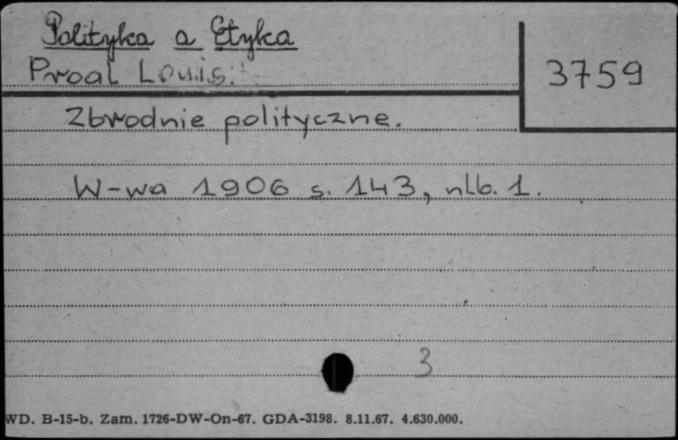 Polityka a Etyka
Proal Louis.
3759
Zbrodnie polityczne.
W-wa 1906 s. 143, nlb. 1.
3
WD. B-15-b. Zam. 1726-DW-On-67. GDA-3198. 8.11.67. 4.630.000.